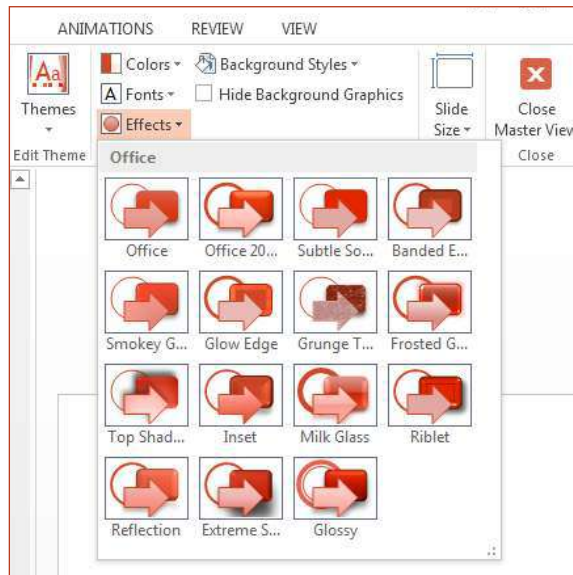 ANIMATIONS REVIEW VIEW
Aa Colors Background Styles
A Fonts Hide Background Graphics
Themes Effects Slide Size Close Master View
Edit Theme Close
Office
Office Office 20... Subtle So... Banded E...
Smokey G... Glow Edge Grunge T... Frosted G...
Top Shad... Inset Milk Glass Riblet
Reflection Extreme S... Glossy